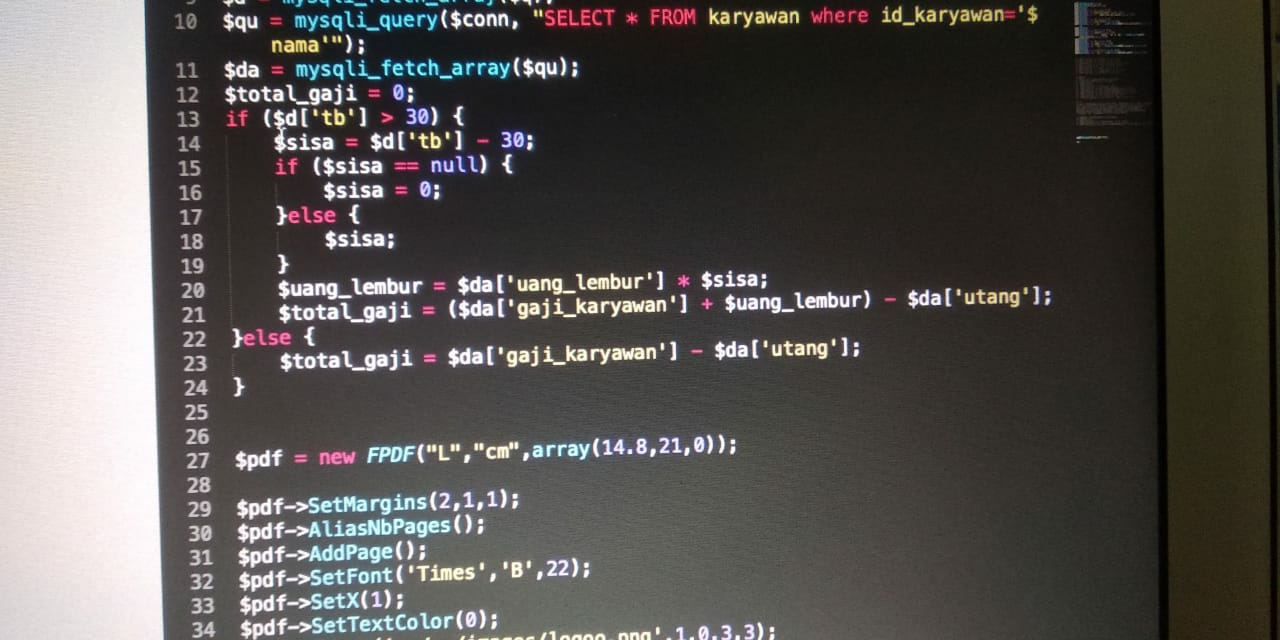 10 $qu = mysqli_query($conn, "SELECT * FROM karyawan where id_karyawan='$
nama'");
11 $da = mysqli_fetch_array($qu);
12 $total_gaji = 0;
13 if ($d['tb'] > 30) {
14 $sisa = $d['tb'] - 30;
15 if ($sisa == null) {
16 $sisa = 0;
17 }else {
18 $sisa;
19 }
20 $uang_lembur = $da['uang_lembur'] * $sisa;
21 $total_gaji = ($da['gaji_karyawan'] + $uang_lembur) - $da['utang'];
22 }else {
23 $total_gaji = $da['gaji_karyawan'] - $da['utang'];
24 }
25
26
27 $pdf = new FPDF("L","cm",array(14.8,21,0));
28
29 $pdf->SetMargins(2,1,1);
30 $pdf->AliasNbPages();
31 $pdf->AddPage();
32 $pdf->SetFont('Times','B',22);
33 $pdf->SetX(1);
34 $pdf->SetTextColor(0);